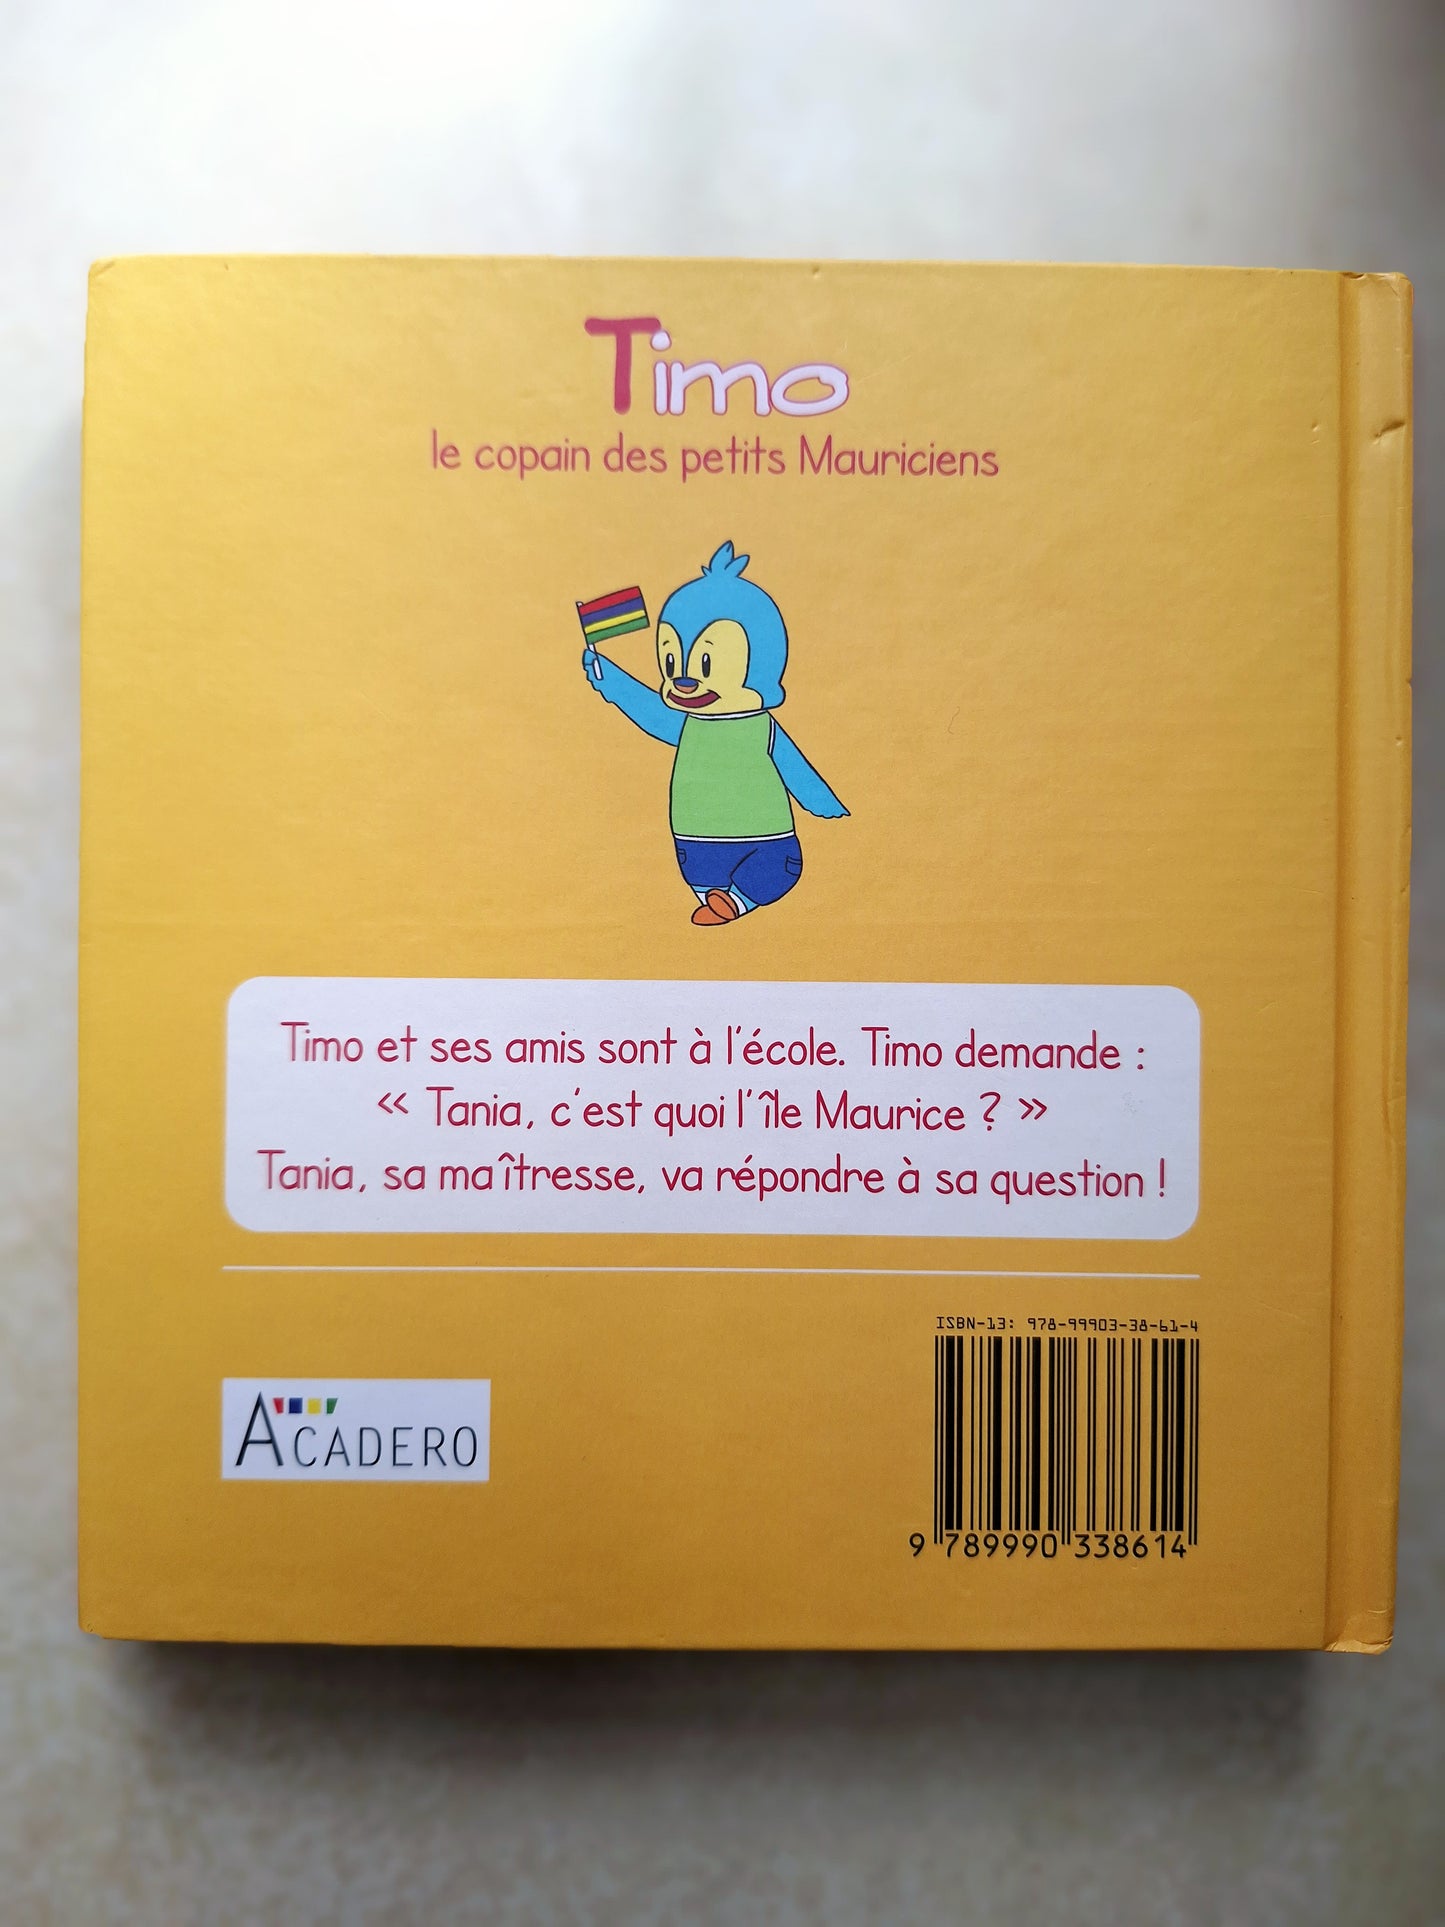 Timo
le copain des petits Mauriciens
Timo et ses amis sont à l'école. Timo demande :
« Tania, c'est quoi l'île Maurice ? »
Tania, sa maîtresse, va répondre à sa question !
ISBN-13: 978-99903-38-61-4
ACADERO
9 789990 338614